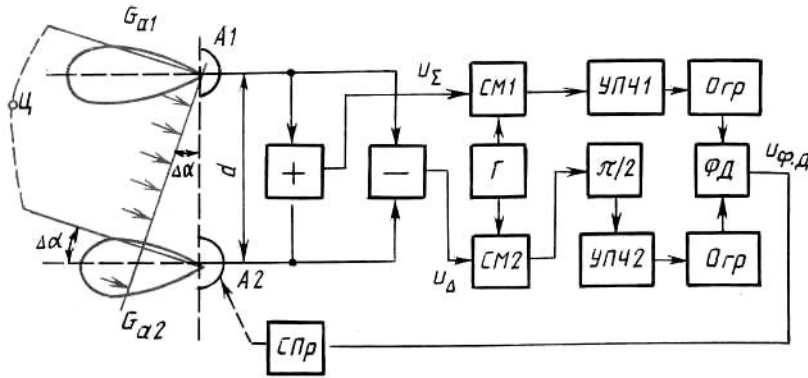 Gα1
A1
Ц
Δα
d
+
−
uΣ
СМ1
УПЧ1
Огр
Г
π/2
ФД
uФ.Д
Δα
Gα2
A2
uΔ
СМ2
УПЧ2
Огр
СПр